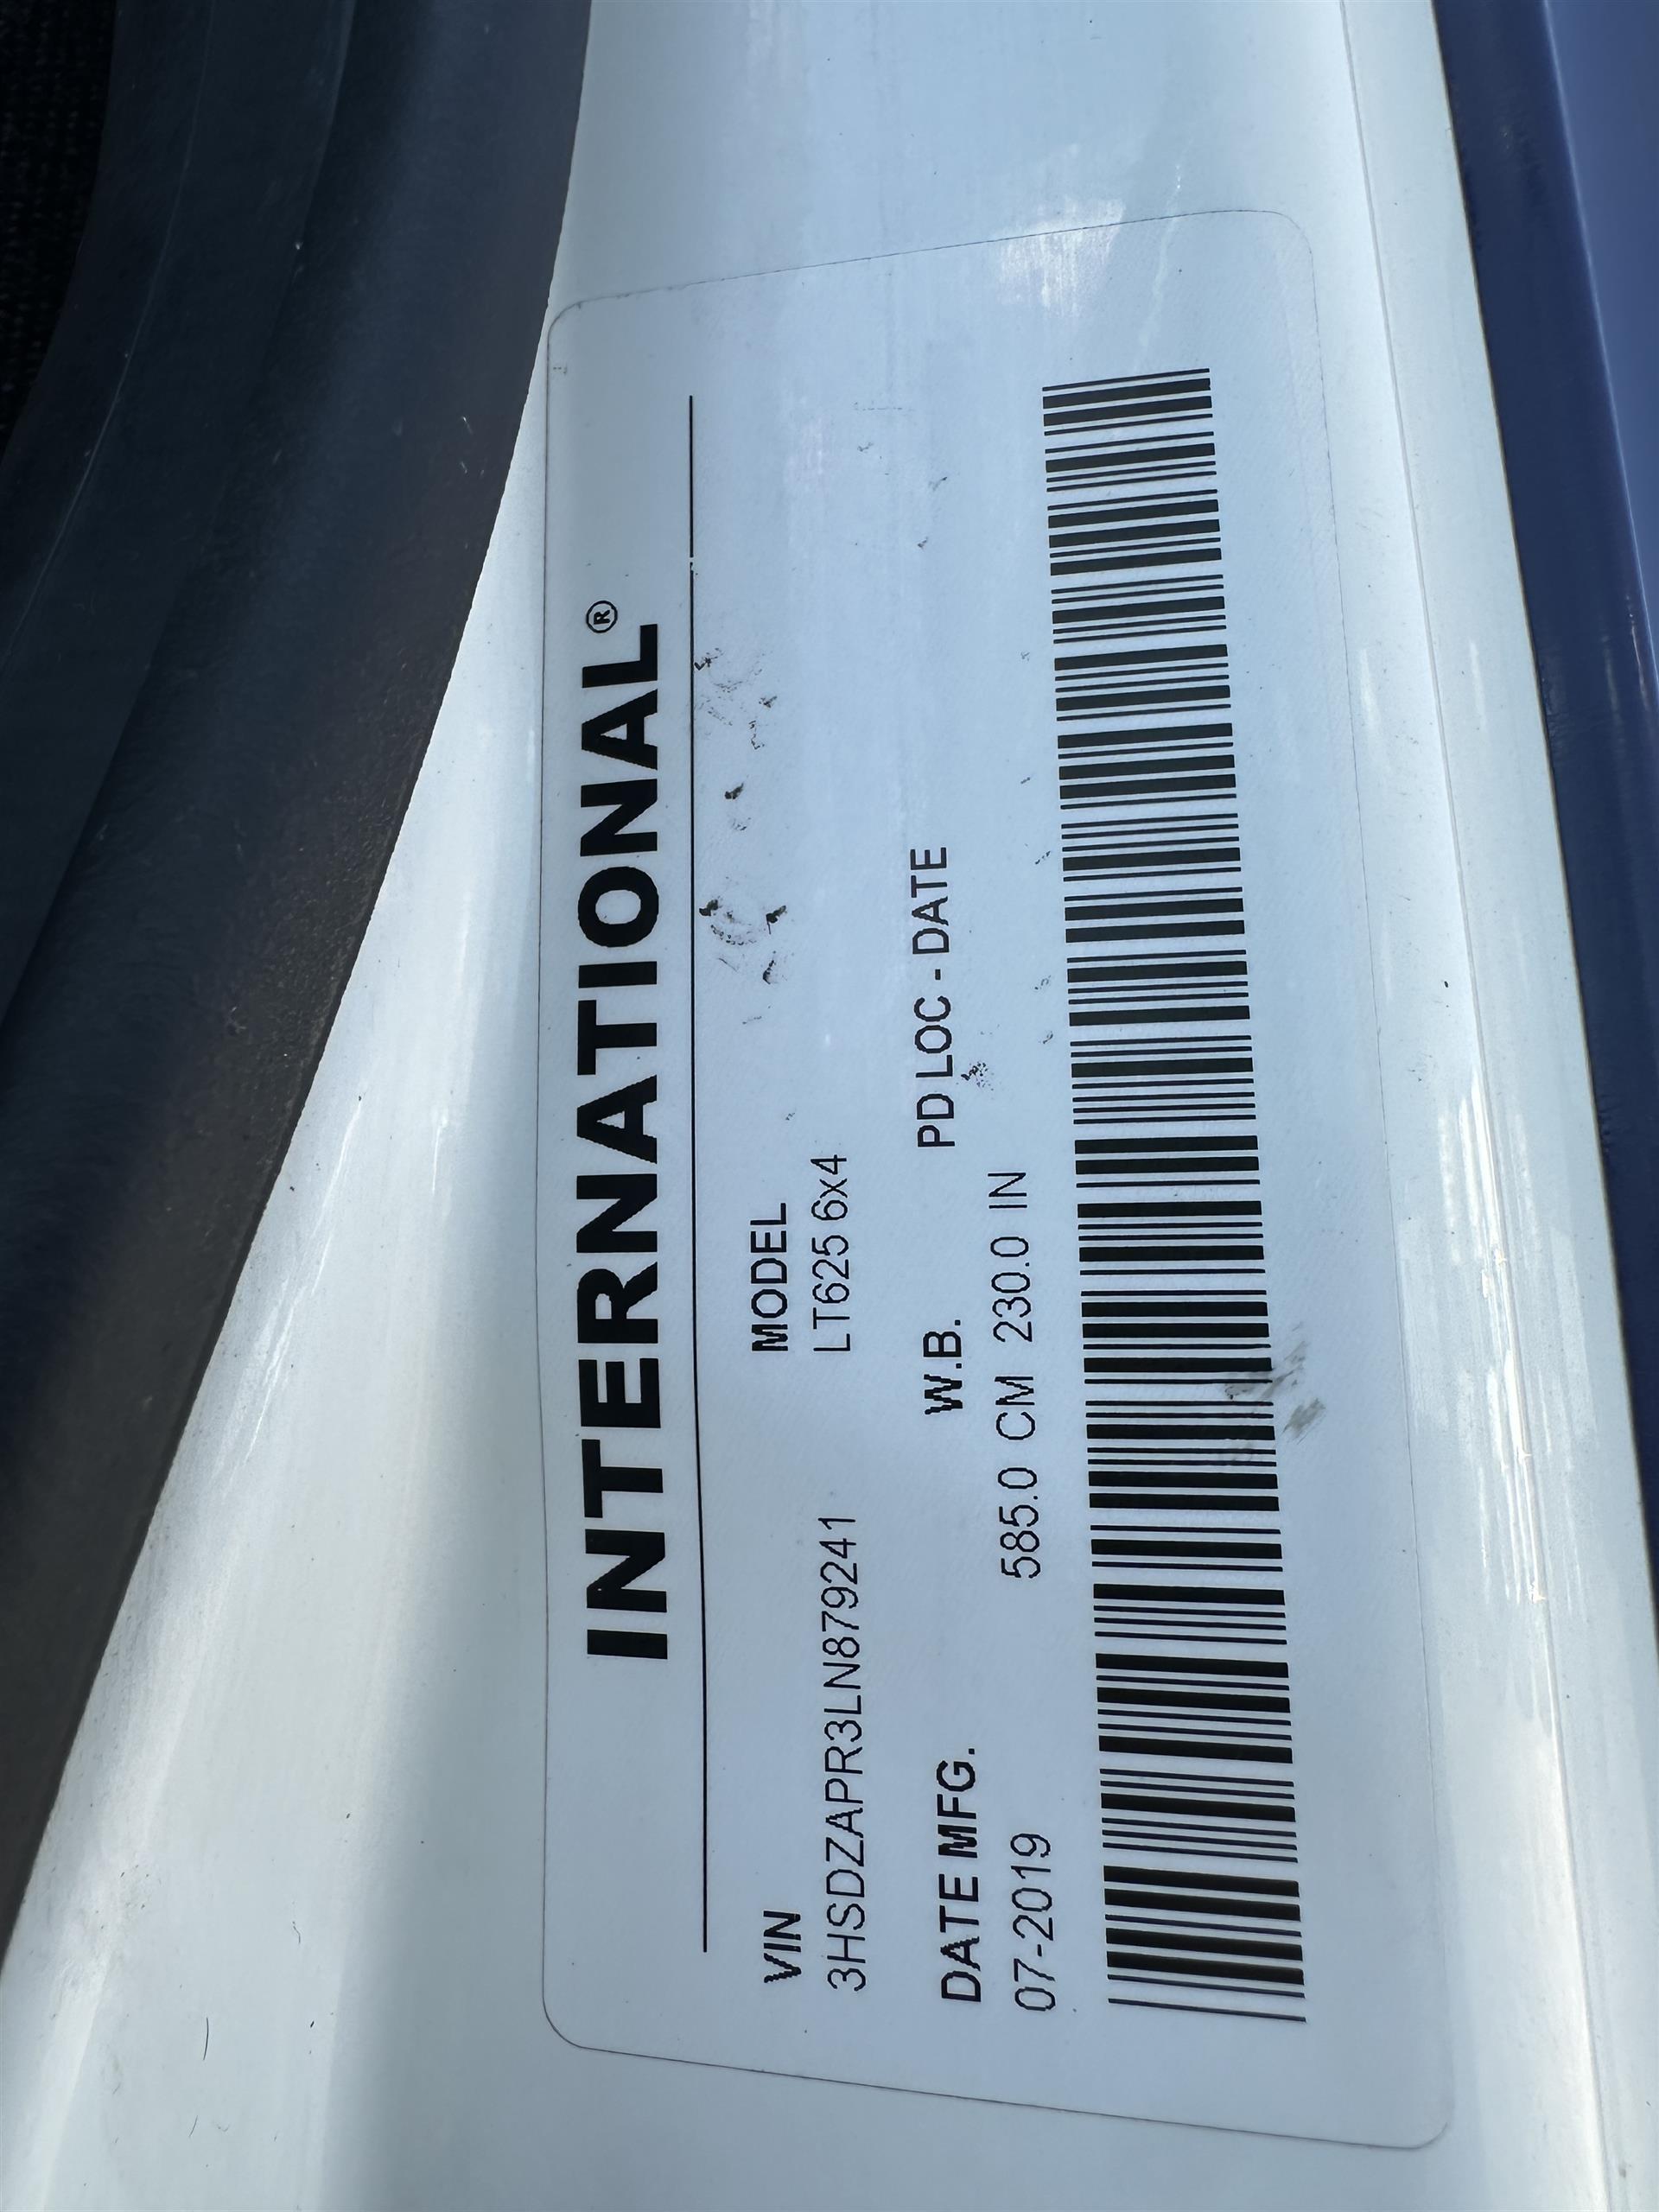 INTERNATIONAL®
VIN MODEL
3HSDZAPR3LN879241 LT625 6x4
DATE MFG. W.B. PD LOC - DATE
07-2019 585.0 CM 230.0 IN